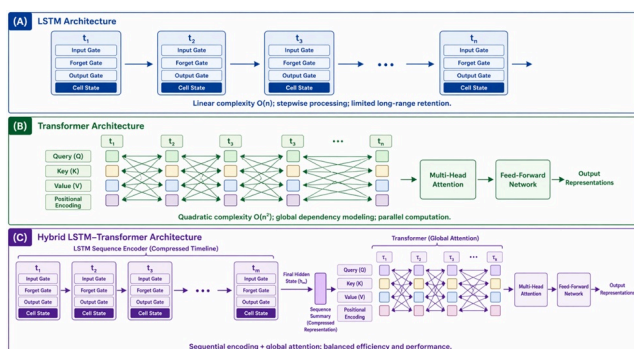 (A) LSTM Architecture
t1 t2 t3 tn
Input Gate Input Gate Input Gate Input Gate
Forget Gate Forget Gate Forget Gate Forget Gate
Output Gate Output Gate Output Gate Output Gate
Cell State Cell State Cell State Cell State
Linear complexity O(n); stepwise processing; limited long-range retention.
(B) Transformer Architecture
t1 t2 t3 t3 ••• tn
Query (Q)
Key (K)
Value (V)
Positional
Encoding
Multi-Head
Attention
Feed-Forward
Network
Output
Representations
Quadratic complexity O(n²); global dependency modeling; parallel computation.
(C) Hybrid LSTM–Transformer Architecture
LSTM Sequence Encoder (Compressed Timeline)
t1 t2 t3 tm
Input Gate Input Gate Input Gate Input Gate
Forget Gate Forget Gate Forget Gate Forget Gate
Output Gate Output Gate Output Gate Output Gate
Cell State Cell State Cell State Cell State
Final Hidden
State (hm)
Sequence
Summary
(Compressed
Representation)
Transformer (Global Attention)
Query (Q)
Key (K)
Value (V)
Positional
Encoding
Multi-Head
Attention
Feed-Forward
Network
Output
Representations
Sequential encoding + global attention; balanced efficiency and performance.